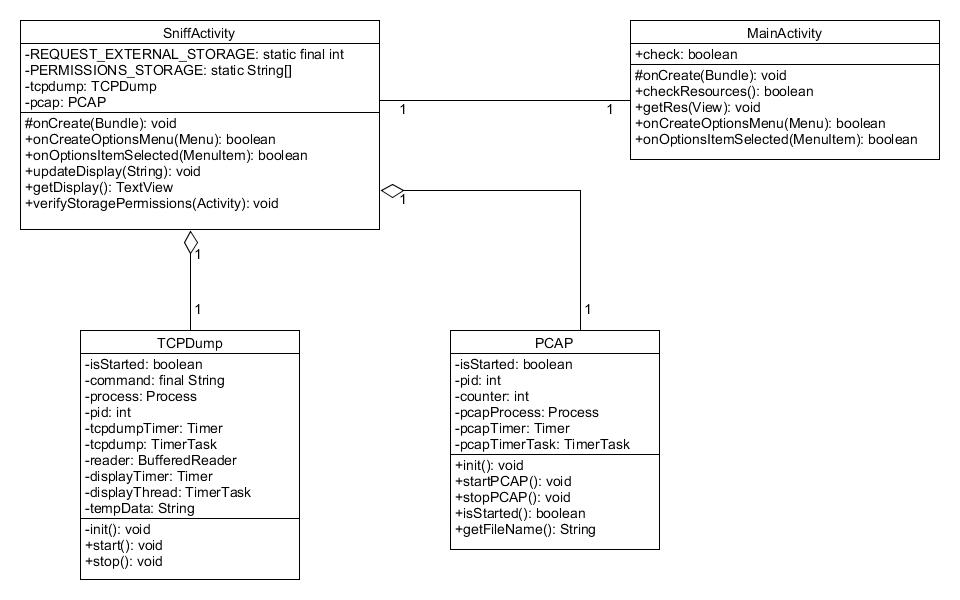 SniffActivity
-REQUEST_EXTERNAL_STORAGE: static final int
-PERMISSIONS_STORAGE: static String[]
-tcpdump: TCPDump
-pcap: PCAP
#onCreate(Bundle): void
+onCreateOptionsMenu(Menu): boolean
+onOptionsItemSelected(MenuItem): boolean
+updateDisplay(String): void
+getDisplay(): TextView
+verifyStoragePermissions(Activity): void
1
1
MainActivity
+check: boolean
#onCreate(Bundle): void
+checkResources(): boolean
+getRes(View): void
+onCreateOptionsMenu(Menu): boolean
+onOptionsItemSelected(MenuItem): boolean
1
1
1
1
TCPDump
-isStarted: boolean
-command: final String
-process: Process
-pid: int
-tcpdumpTimer: Timer
-tcpdump: TimerTask
-reader: BufferedReader
-displayTimer: Timer
-displayThread: TimerTask
-tempData: String
-init(): void
+start(): void
+stop(): void
PCAP
-isStarted: boolean
-pid: int
-counter: int
-pcapProcess: Process
-pcapTimer: Timer
-pcapTimerTask: TimerTask
+init(): void
+startPCAP(): void
+stopPCAP(): void
+isStarted(): boolean
+getFileName(): String